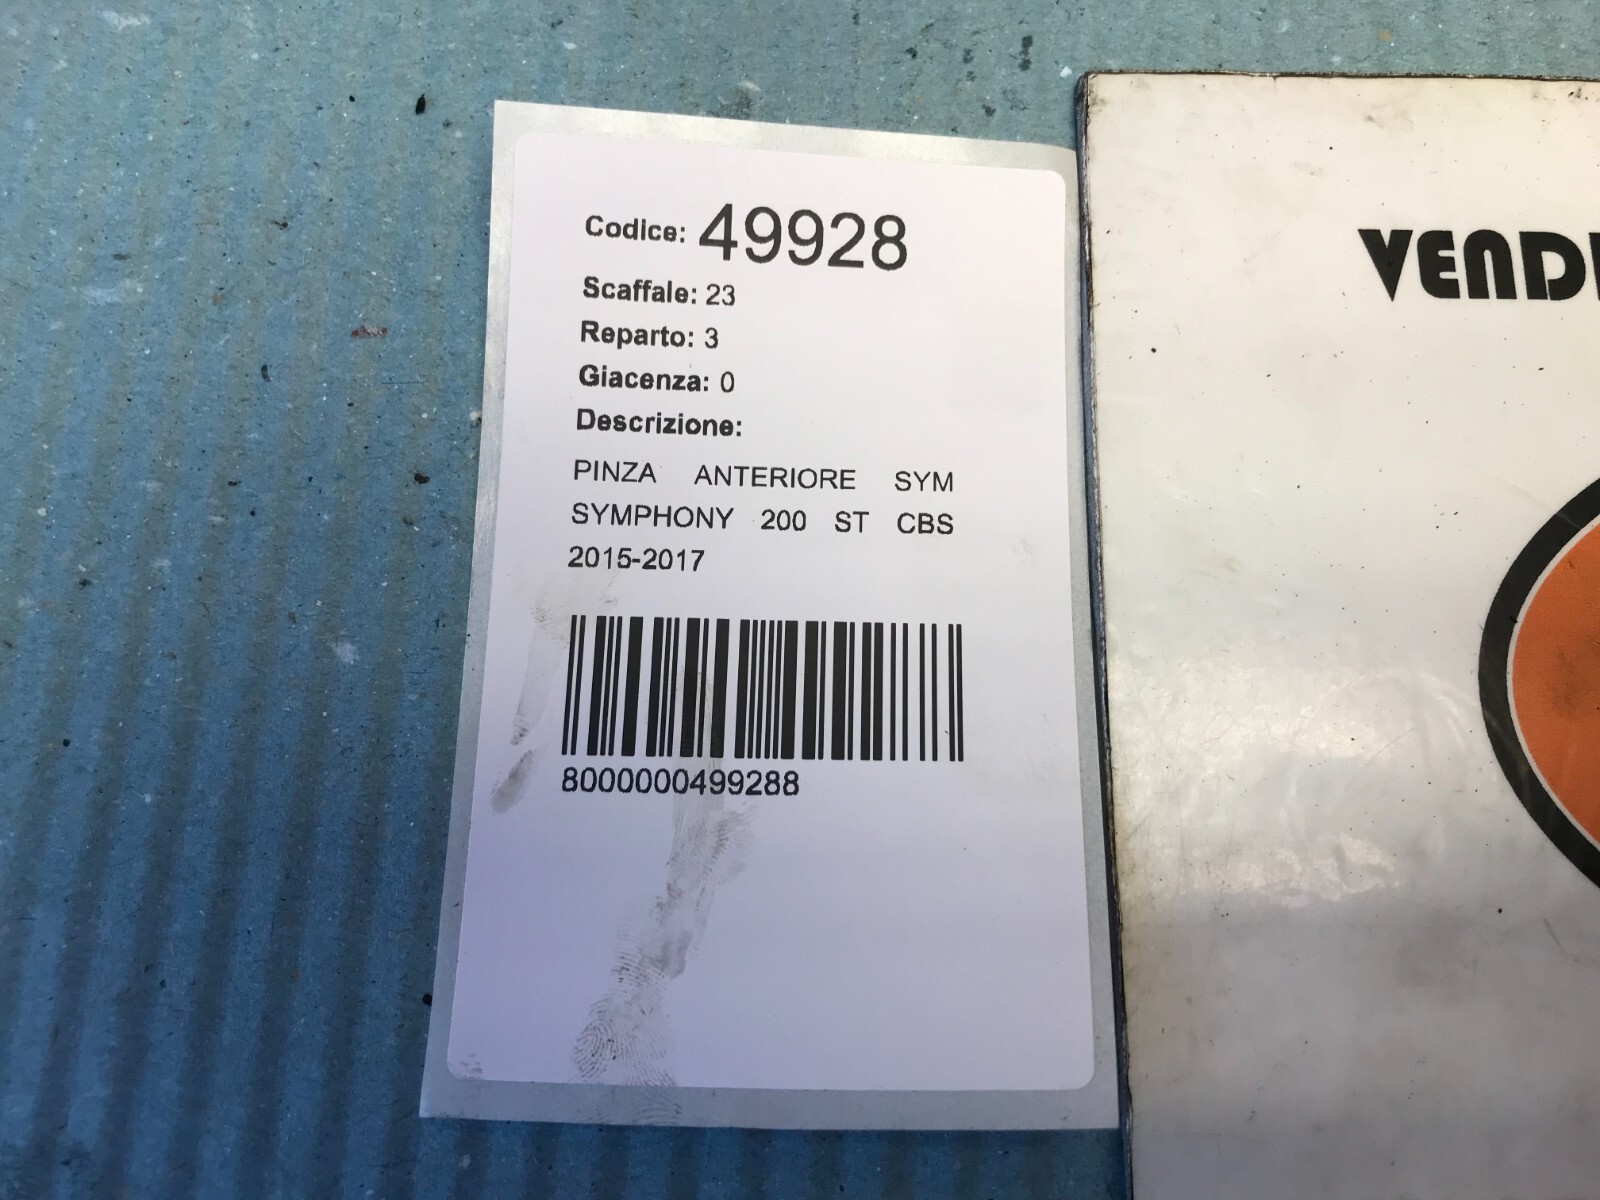 Codice: 49928
Scaffale: 23
Reparto: 3
Giacenza: 0
Descrizione:
PINZA ANTERIORE SYM
SYMPHONY 200 ST CBS
2015-2017
8000000499288